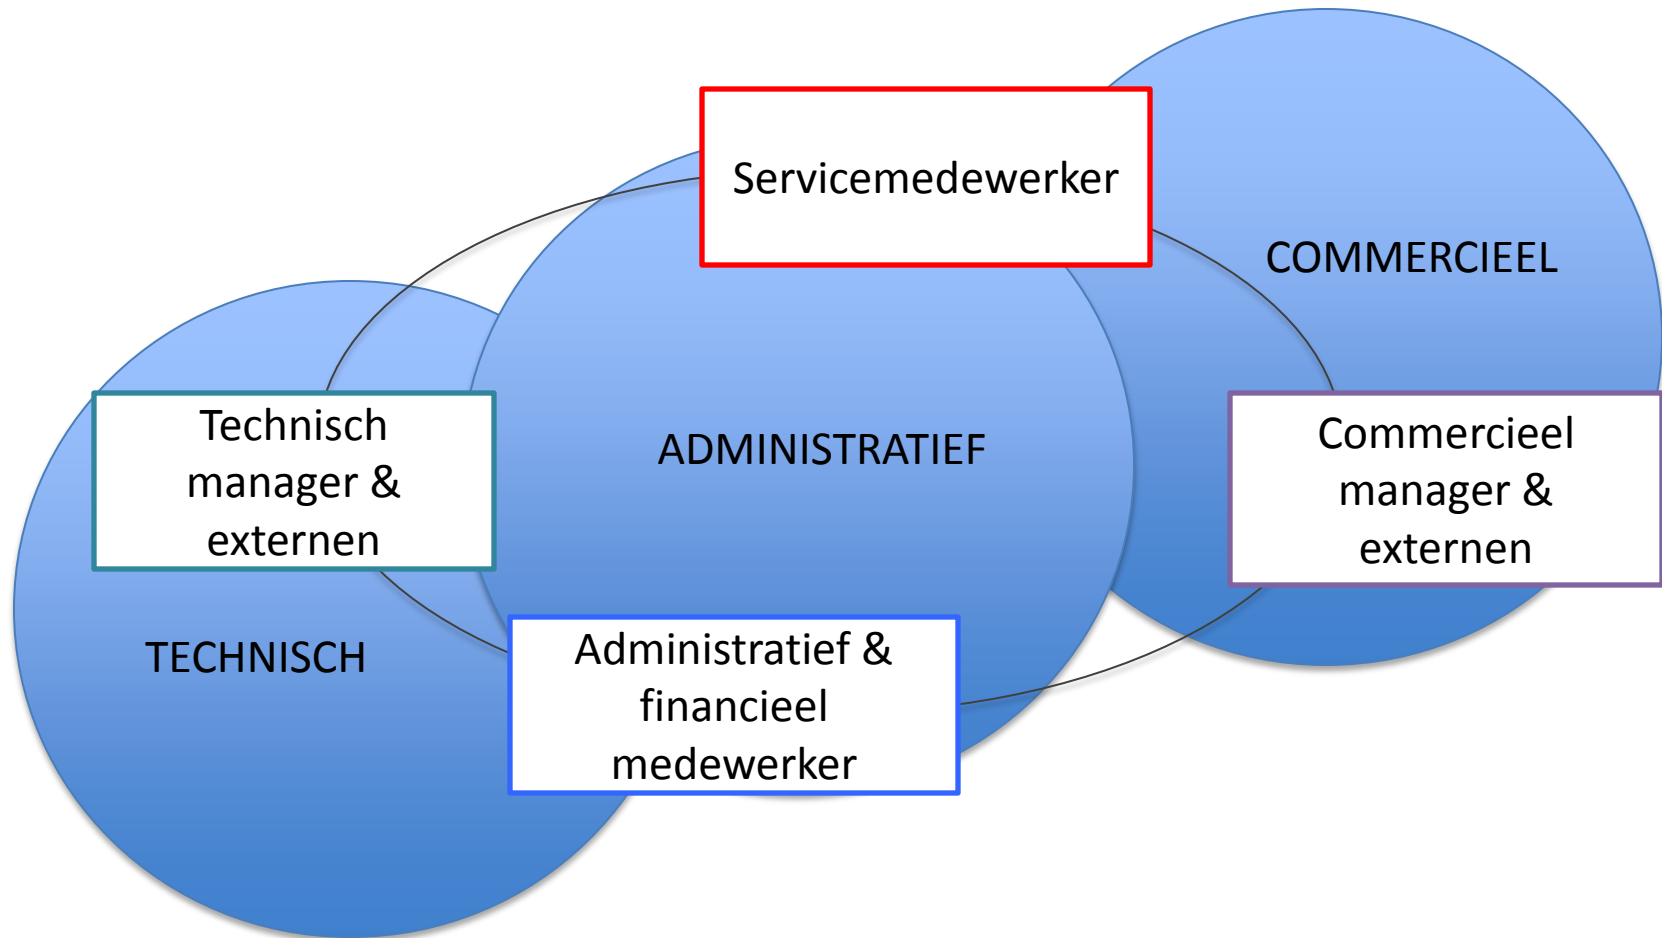 Servicemedewerker
COMMERCIEEL
Technisch
manager &
externen
ADMINISTRATIEF
Commercieel
manager &
externen
TECHNISCH
Administratief &
financieel
medewerker